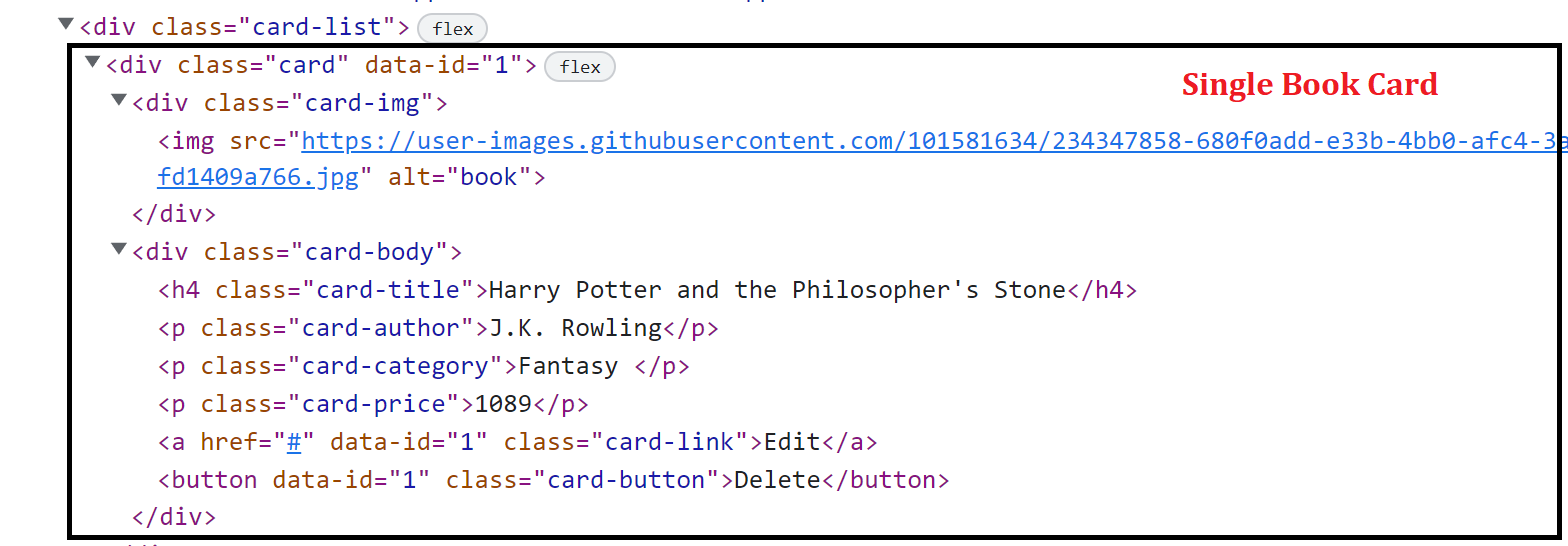 <div class="card-list"> flex
<div class="card" data-id="1"> flex
Single Book Card
<div class="card-img">
<img src="https://user-images.githubusercontent.com/101581634/234347858-680f0add-e33b-4bb0-afc4-3a
fd1409a766.jpg" alt="book">
</div>
<div class="card-body">
<h4 class="card-title">Harry Potter and the Philosopher's Stone</h4>
<p class="card-author">J.K. Rowling</p>
<p class="card-category">Fantasy </p>
<p class="card-price">1089</p>
<a href="#" data-id="1" class="card-link">Edit</a>
<button data-id="1" class="card-button">Delete</button>
</div>